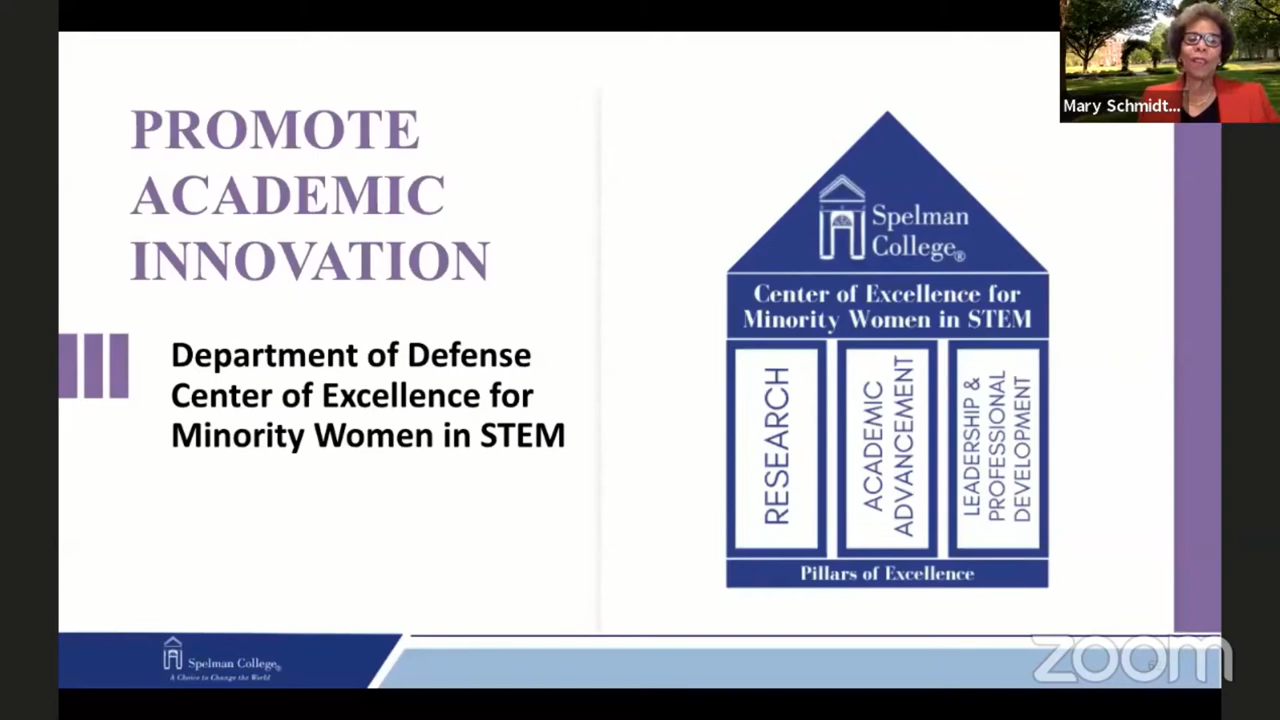 PROMOTE
ACADEMIC
INNOVATION
Department of Defense
Center of Excellence for
Minority Women in STEM
Spelman
College®
Center of Excellence for
Minority Women in STEM
RESEARCH
ACADEMIC
ADVANCEMENT
LEADERSHIP &
PROFESSIONAL
DEVELOPMENT
Pillars of Excellence
Mary Schmidt...
Spelman College®
A Choice to Change the World
zoom